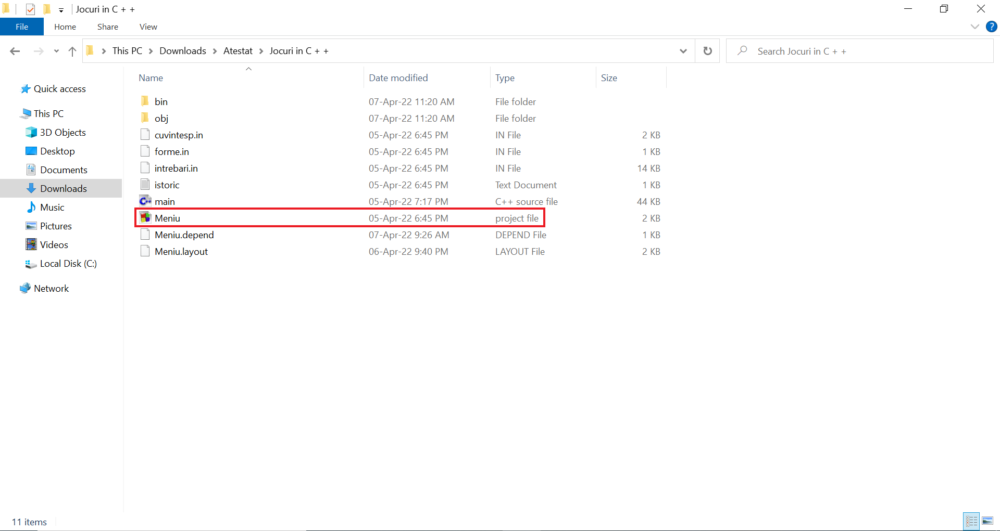 Jocuri in C + +
File Home Share View
This PC Downloads Atestat Jocuri in C + + Search Jocuri in C + +
Name Date modified Type Size
Quick access
This PC
3D Objects
Desktop
Documents
Downloads
Music
Pictures
Videos
Local Disk (C:)
Network
bin 07-Apr-22 11:20 AM File folder
obj 07-Apr-22 11:20 AM File folder
cuvintesp.in 05-Apr-22 6:45 PM IN File 2 KB
forme.in 05-Apr-22 6:45 PM IN File 1 KB
intrebari.in 05-Apr-22 6:45 PM IN File 14 KB
istoric 05-Apr-22 6:45 PM Text Document 1 KB
main 05-Apr-22 7:17 PM C++ source file 44 KB
Meniu 05-Apr-22 6:45 PM project file 2 KB
Meniu.depend 07-Apr-22 9:26 AM DEPEND File 1 KB
Meniu.layout 06-Apr-22 9:40 PM LAYOUT File 2 KB
11 items